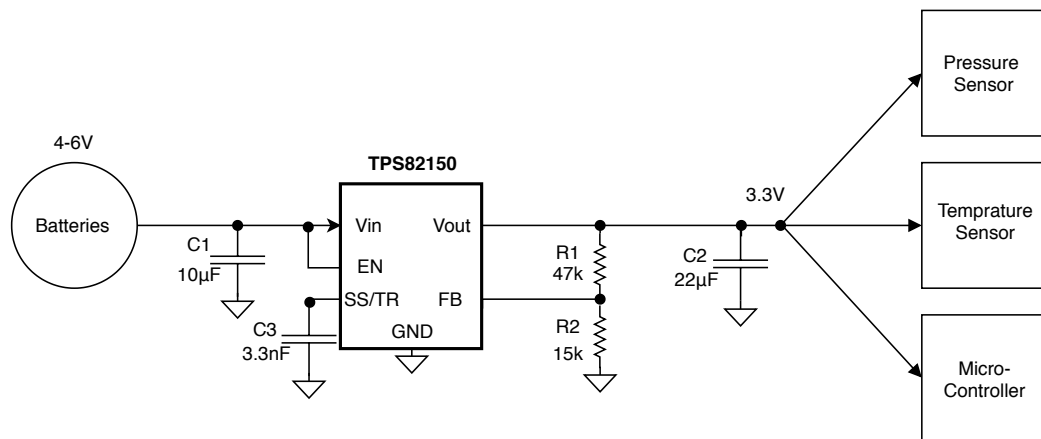 Pressure
Sensor
4-6V
TPS82150
Batteries
Vin
Vout
3.3V
Temprature
Sensor
C1
10µF
EN
R1
47k
C2
22µF
SS/TR
FB
C3
3.3nF
GND
R2
15k
Micro-
Controller